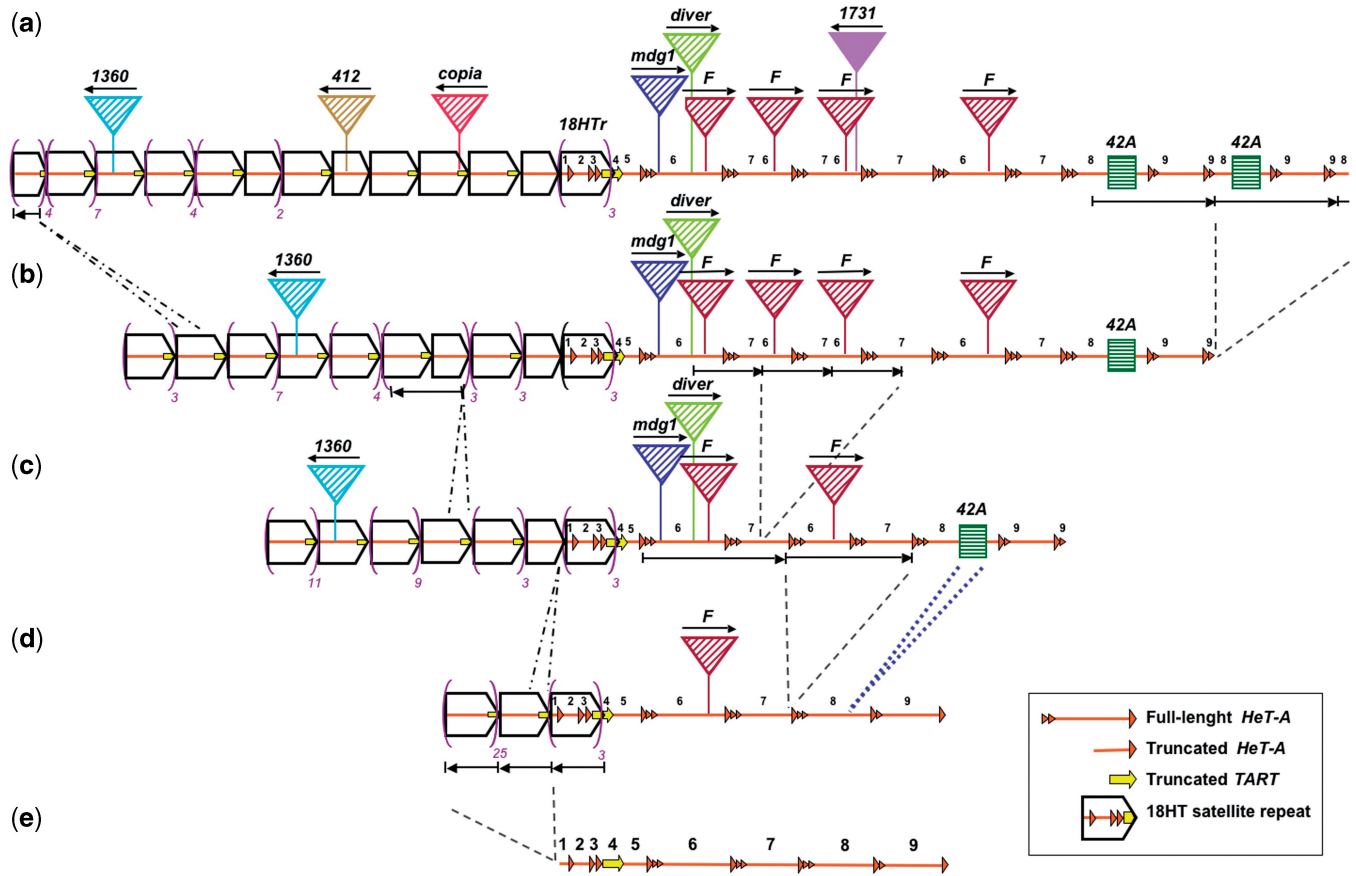 (a)
diver
1731
mdg1
1360
412
copia
F F F F
18HTr
42A 42A
1 2 3 4 5 6 7 6 7 6 7 6 7 8 9 9 8 9 9 8
4 7 4 2 3
(b)
diver
mdg1
1360
F F F F
42A
1 2 3 4 5 6 7 6 7 6 7 6 7 8 9 9
3 7 4 3 3 3
(c)
diver
mdg1
1360
F F
42A
1 2 3 4 5 6 7 6 7 8 9 9
11 9 3 3
(d)
F
1 2 3 4 5 6 7 8 9
25 3
(e)
1 2 3 4 5 6 7 8 9
Full-lenght HeT-A
Truncated HeT-A
Truncated TART
18HT satellite repeat